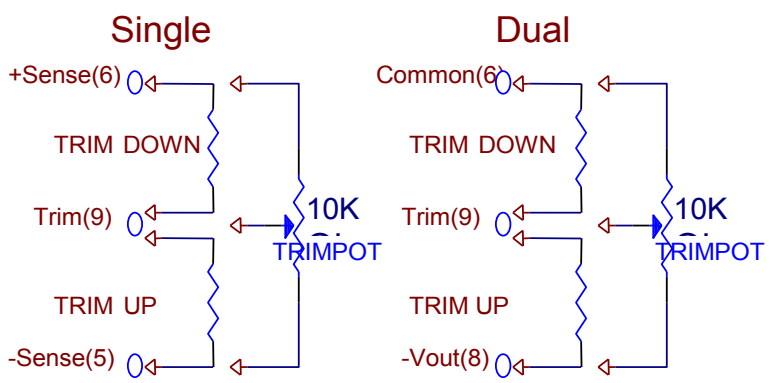 Single
Dual
+Sense(6)
Common(6)
TRIM DOWN
TRIM DOWN
Trim(9)
10K
Trim(9)
10K
TRIMPOT
TRIMPOT
TRIM UP
TRIM UP
-Sense(5)
-Vout(8)